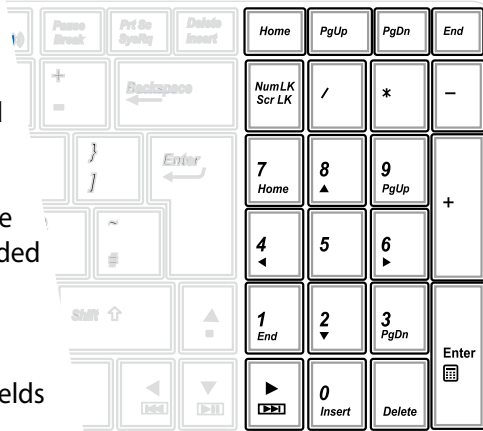 Pause Prt Sc Delete
Break SysRq Insert
Home PgUp PgDn End
+
=
Backspace
NumLK
Scr LK
/ * -
}
]
Enter
7 8 9
Home ▲ PgUp
+
~
#
4 5 6
◄ ►
ded
Shift ⇧
▲
■
1 2 3
End ▼ PgDn
Enter
◄ ▼ ► 0
Insert Delete
elds